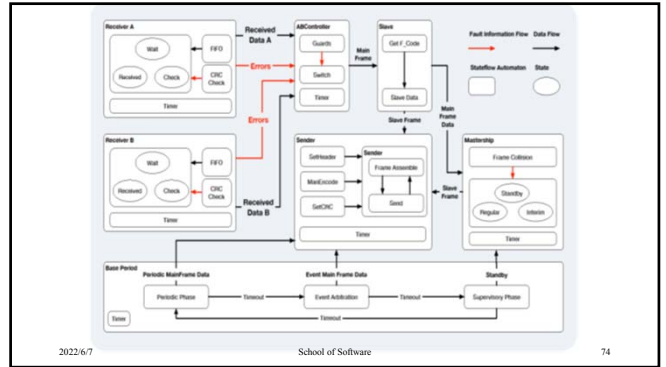 Receiver A
Wait
FIFO
Received
Check
CRC
Check
Timer
Received
Data A
Errors
ABController
Guards
Switch
Timer
Main
Frame
Slave
Get F_Code
Slave Data
Fault Information Flow
Data Flow
Stateflow Automaton
State
Receiver B
Wait
FIFO
Received
Check
CRC
Check
Timer
Errors
Received
Data B
Slave Frame
Main
Frame
Data
Sender
SetHeader
ManEncode
SetCRC
Sender
Frame Assemble
Send
Timer
Slave
Frame
Mastership
Frame Collision
Standby
Regular
Interim
Timer
Base Period
Periodic MainFrame Data
Event Main Frame Data
Standby
Periodic Phase
Timeout
Event Arbitration
Timeout
Supervisory Phase
Timeout
Timer
2022/6/7
School of Software
74